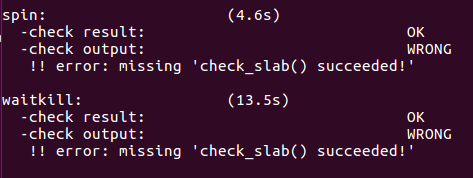 spin: (4.6s)
-check result: OK
-check output: WRONG
!! error: missing 'check_slab() succeeded!'
waitkill: (13.5s)
-check result: OK
-check output: WRONG
!! error: missing 'check_slab() succeeded!'